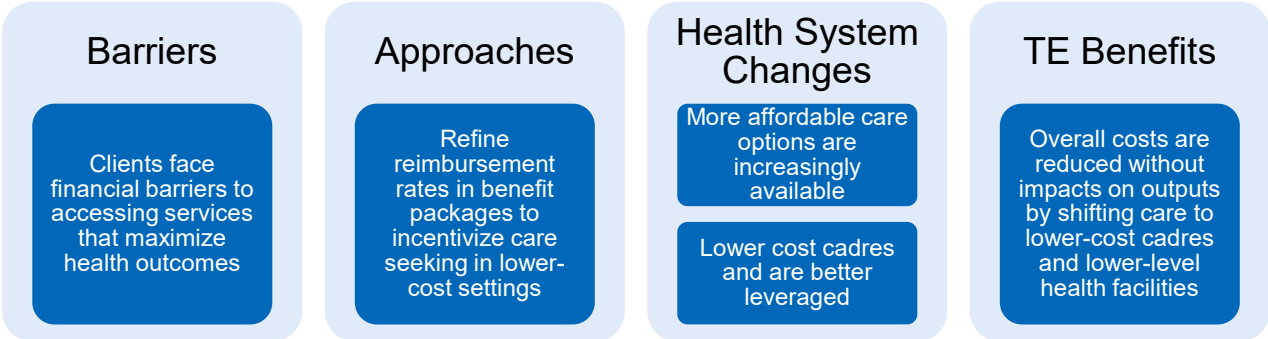 Barriers
Clients face
financial barriers to
accessing services
that maximize
health outcomes
Approaches
Refine
reimbursement
rates in benefit
packages to
incentivize care
seeking in lower-
cost settings
Health System
Changes
More affordable care
options are
increasingly
available
Lower cost cadres
and are better
leveraged
TE Benefits
Overall costs are
reduced without
impacts on outputs
by shifting care to
lower-cost cadres
and lower-level
health facilities